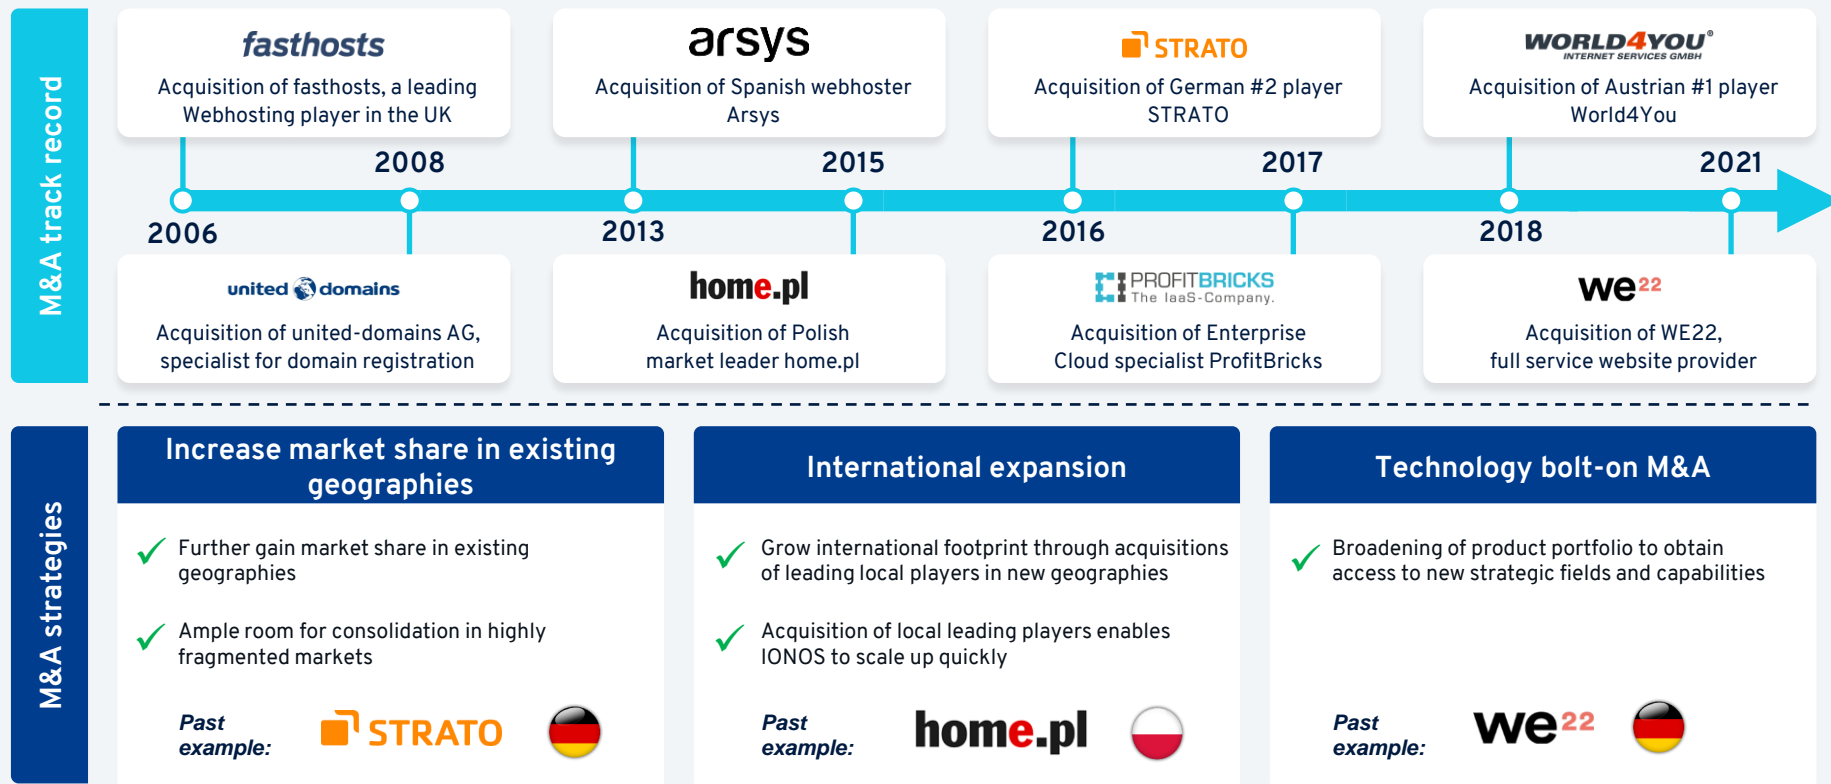 M&A track record
fasthosts
Acquisition of fasthosts, a leading
Webhosting player in the UK
arsys
Acquisition of Spanish webhoster
Arsys
STRATO
Acquisition of German #2 player
STRATO
WORLD4YOU®
INTERNET SERVICES GMBH
Acquisition of Austrian #1 player
World4You
2008
2015
2017
2021
2006
2013
2016
2018
united domains
Acquisition of united-domains AG,
specialist for domain registration
home.pl
Acquisition of Polish
market leader home.pl
PROFITBRICKS
The IaaS-Company.
Acquisition of Enterprise
Cloud specialist ProfitBricks
we22
Acquisition of WE22,
full service website provider
M&A strategies
Increase market share in existing
geographies
Further gain market share in existing
geographies
Ample room for consolidation in highly
fragmented markets
Past
example:
STRATO
International expansion
Grow international footprint through acquisitions
of leading local players in new geographies
Acquisition of local leading players enables
IONOS to scale up quickly
Past
example:
home.pl
Technology bolt-on M&A
Broadening of product portfolio to obtain
access to new strategic fields and capabilities
Past
example:
we22